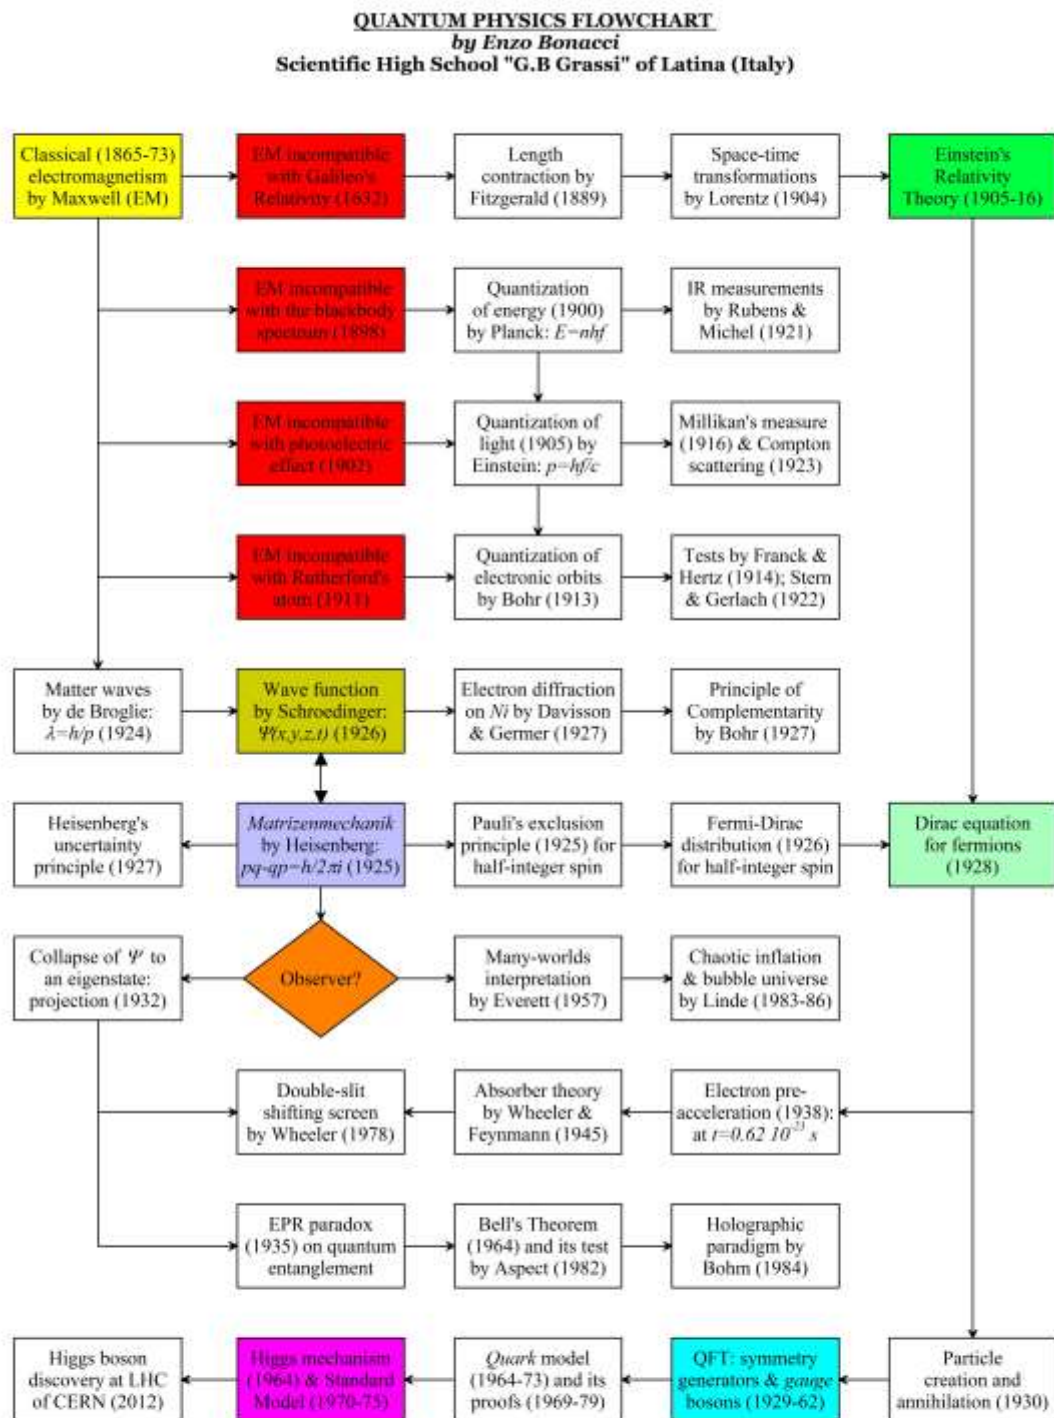 QUANTUM PHYSICS FLOWCHART
by Enzo Bonacci
Scientific High School "G.B Grassi" of Latina (Italy)
Classical (1865-73)
electromagnetism
by Maxwell (EM)
EM incompatible
with Galileo's
Relativity (1632)
Length
contraction by
Fitzgerald (1889)
Space-time
transformations
by Lorentz (1904)
Einstein's
Relativity
Theory (1905-16)
EM incompatible
with the blackbody
spectrum (1898)
Quantization
of energy (1900)
by Planck: E=nhf
IR measurements
by Rubens &
Michel (1921)
EM incompatible
with photoelectric
effect (1902)
Quantization of
light (1905) by
Einstein: p=hf/c
Millikan's measure
(1916) & Compton
scattering (1923)
EM incompatible
with Rutherford's
atom (1911)
Quantization of
electronic orbits
by Bohr (1913)
Tests by Franck &
Hertz (1914); Stern
& Gerlach (1922)
Matter waves
by de Broglie:
λ=h/p (1924)
Wave function
by Schroedinger:
Ψ(x,y,z,t) (1926)
Electron diffraction
on Ni by Davisson
& Germer (1927)
Principle of
Complementarity
by Bohr (1927)
Heisenberg's
uncertainty
principle (1927)
Matrizenmechanik
by Heisenberg:
pq-qp=h/2πi (1925)
Pauli's exclusion
principle (1925) for
half-integer spin
Fermi-Dirac
distribution (1926)
for half-integer spin
Dirac equation
for fermions
(1928)
Collapse of Ψ to
an eigenstate:
projection (1932)
Observer?
Many-worlds
interpretation
by Everett (1957)
Chaotic inflation
& bubble universe
by Linde (1983-86)
Double-slit
shifting screen
by Wheeler (1978)
Absorber theory
by Wheeler &
Feynmann (1945)
Electron pre-
acceleration (1938):
at t=0.62 10⁻²³ s
EPR paradox
(1935) on quantum
entanglement
Bell's Theorem
(1964) and its test
by Aspect (1982)
Holographic
paradigm by
Bohm (1984)
Higgs boson
discovery at LHC
of CERN (2012)
Higgs mechanism
(1964) & Standard
Model (1970-75)
Quark model
(1964-73) and its
proofs (1969-79)
QFT: symmetry
generators & gauge
bosons (1929-62)
Particle
creation and
annihilation (1930)